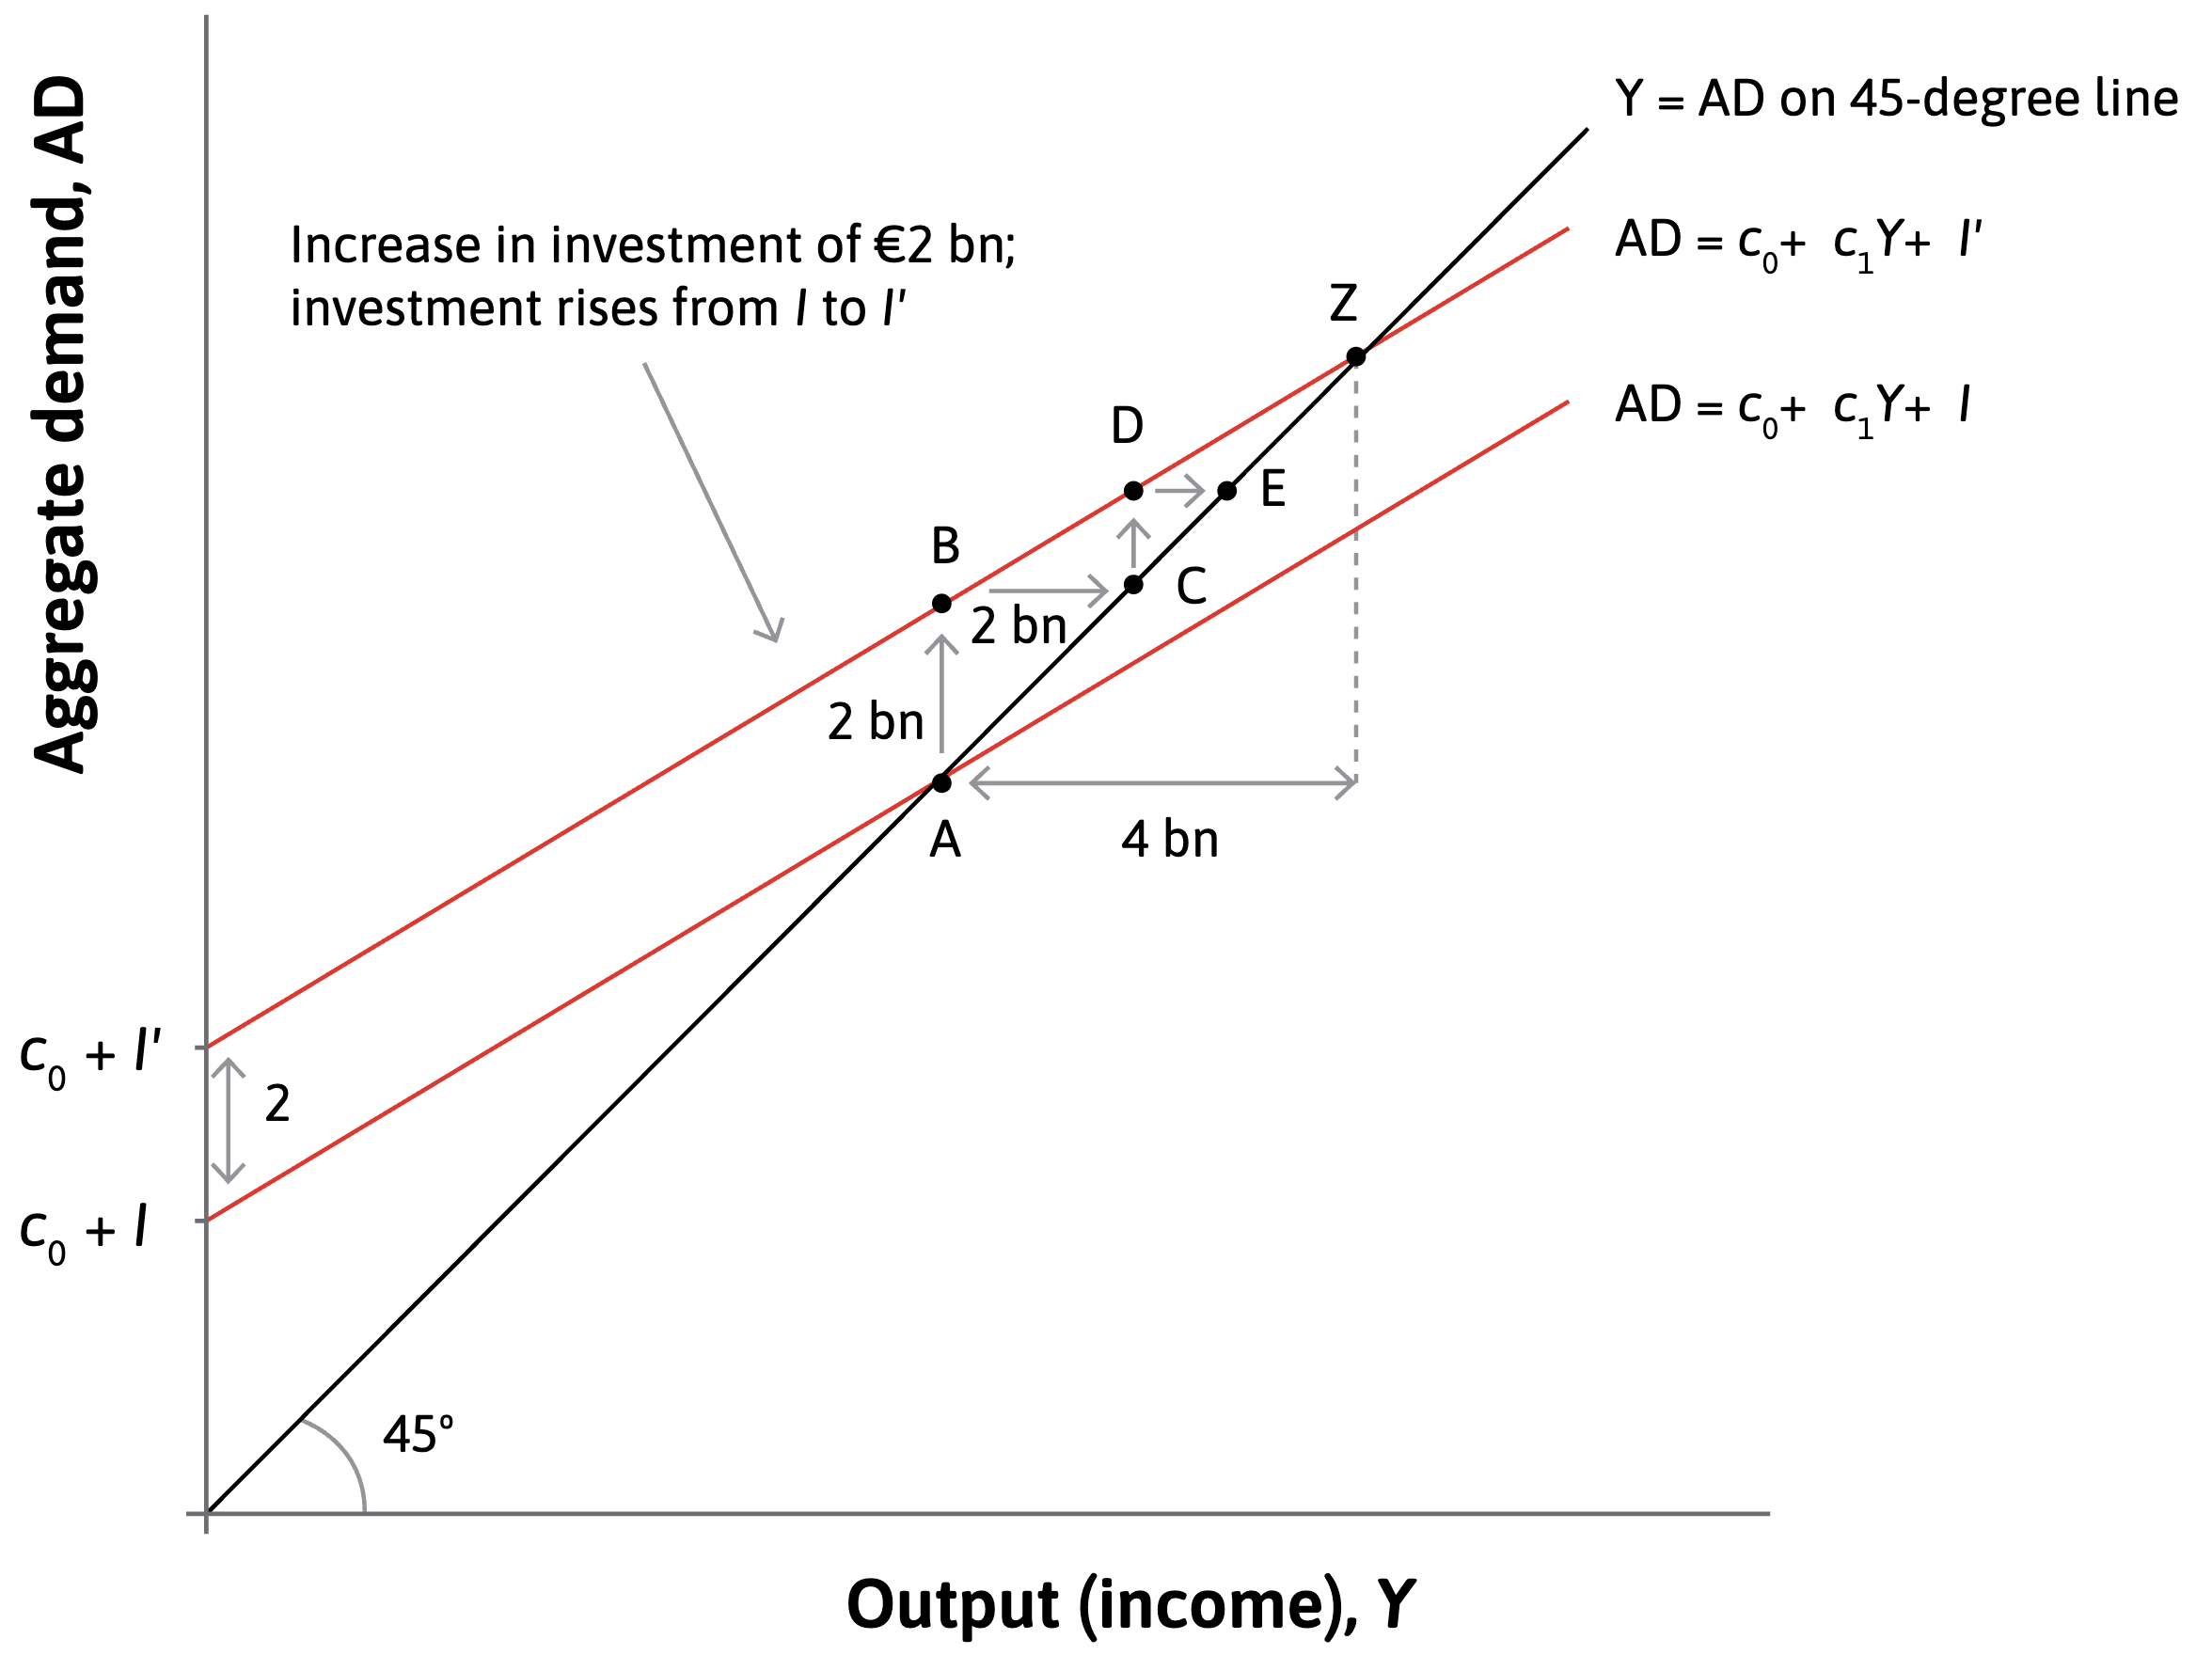 Aggregate demand, AD
Y = AD on 45-degree line
AD = c₀+ c₁Y+ I'
AD = c₀+ c₁Y+ I
Increase in investment of €2 bn;
investment rises from I to I'
Z
D
E
B
C
2 bn
2 bn
A
4 bn
c₀ + I'
2
c₀ + I
45º
Output (income), Y